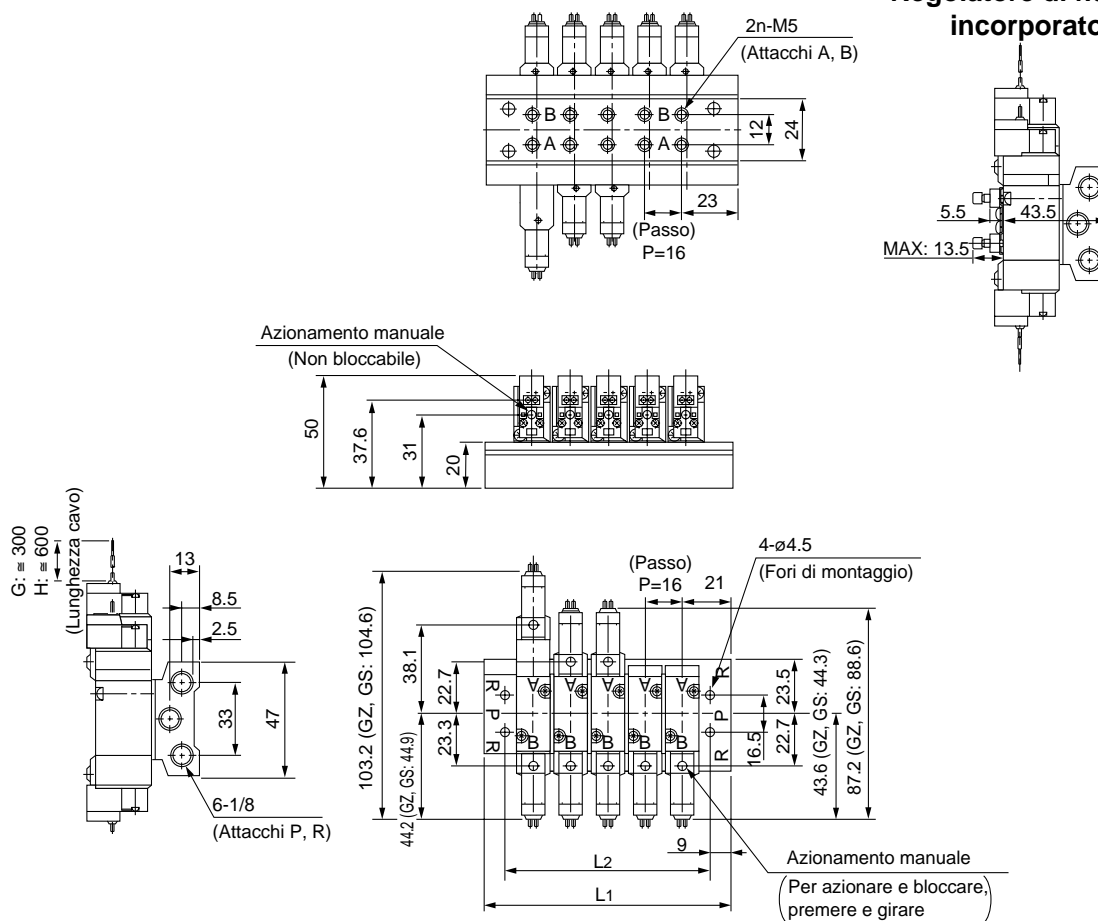 incorporato
2n-M5
(Attacchi A, B)
B
B
A
A
12
24
23
(Passo)
P=16
5.5
43.5
MAX: 13.5
Azionamento manuale
(Non bloccabile)
50
37.6
31
20
G: ≅ 300
H: ≅ 600
(Lunghezza cavo)
13
8.5
2.5
33
47
6-1/8
(Attacchi P, R)
103.2 (GZ, GS: 104.6)
44.2 (GZ, GS: 44.9)
38.1
22.7
23.3
(Passo)
P=16
21
4-ø4.5
(Fori di montaggio)
R
P
R
A
A
A
A
A
B
B
B
B
B
R
P
R
23.5
16.5
22.7
43.6 (GZ, GS: 44.3)
87.2 (GZ, GS: 88.6)
9
L2
L1
Azionamento manuale
(Per azionare e bloccare,
premere e girare)